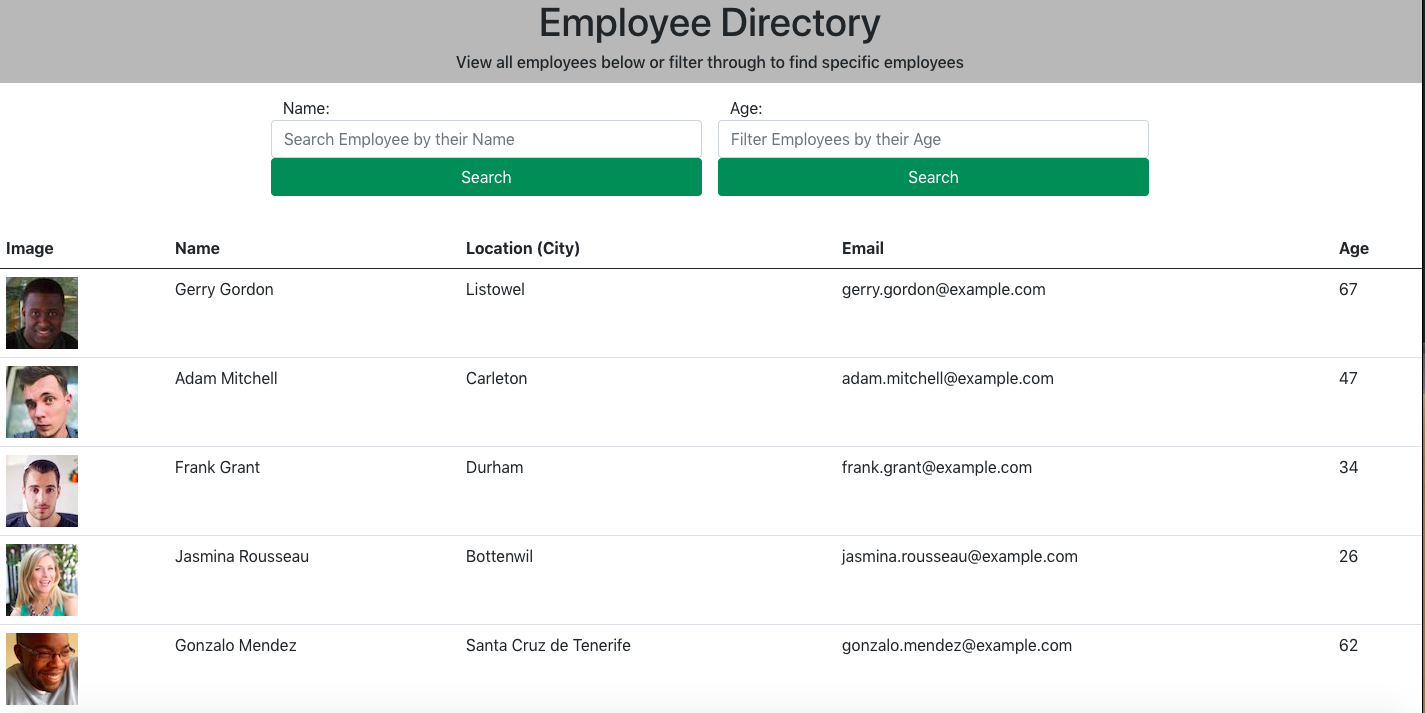 Employee Directory
View all employees below or filter through to find specific employees
Name: Age:
Search Employee by their Name Filter Employees by their Age
Search Search
Image Name Location (City) Email Age
Gerry Gordon Listowel gerry.gordon@example.com 67
Adam Mitchell Carleton adam.mitchell@example.com 47
Frank Grant Durham frank.grant@example.com 34
Jasmina Rousseau Bottenwil jasmina.rousseau@example.com 26
Gonzalo Mendez Santa Cruz de Tenerife gonzalo.mendez@example.com 62